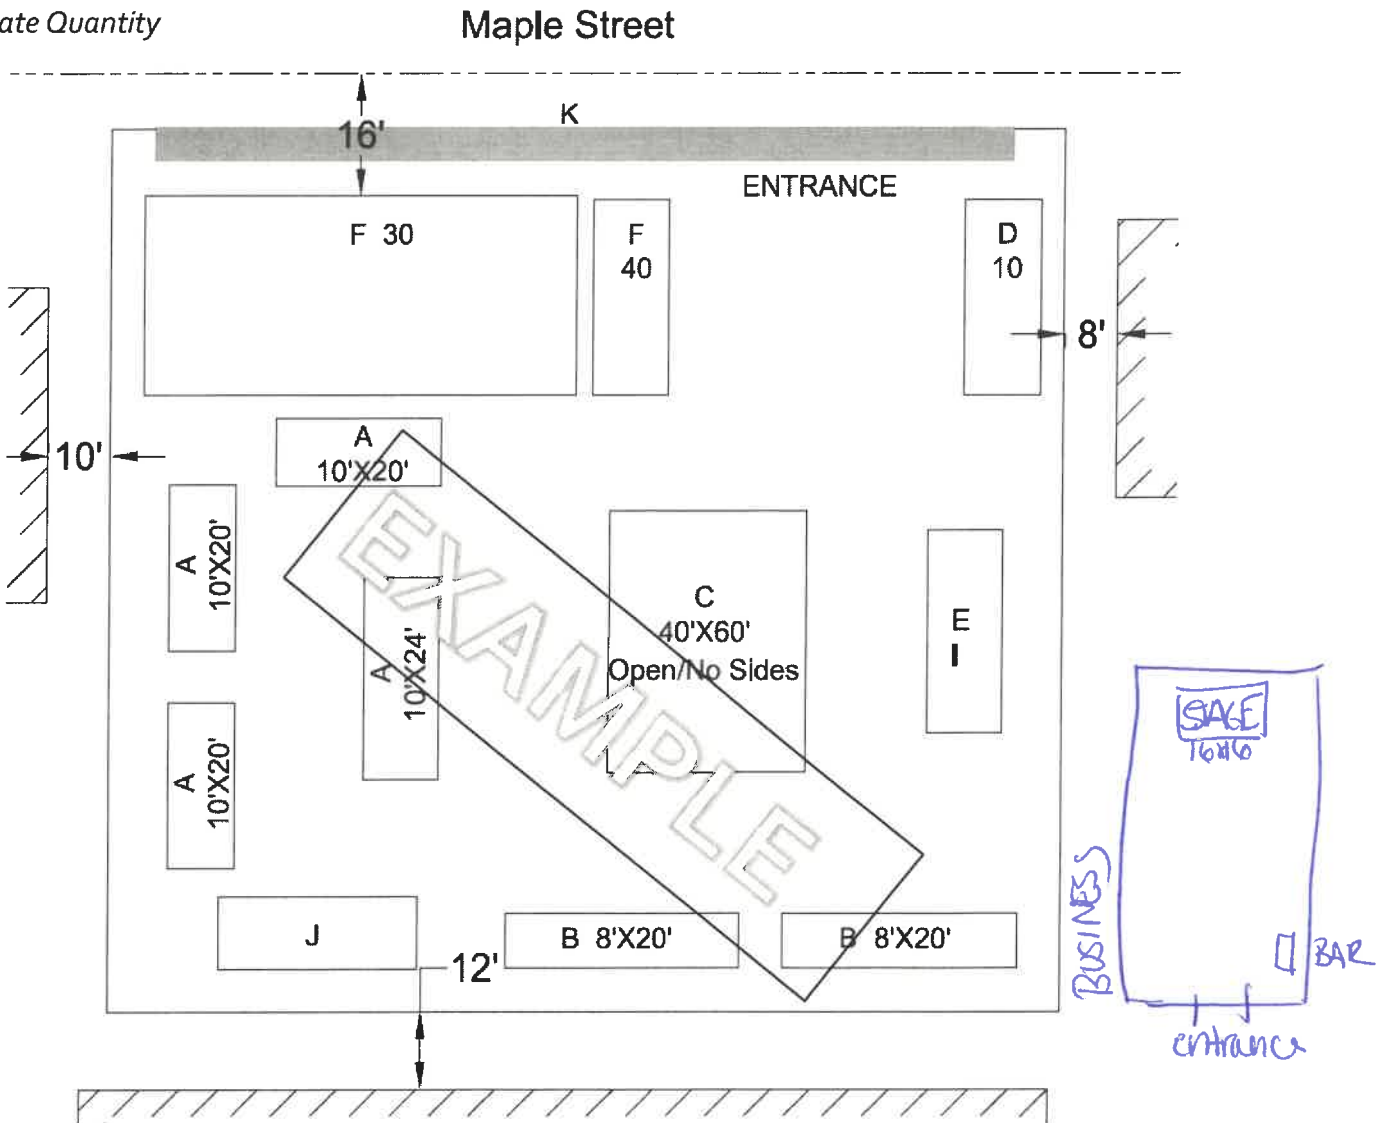 ate Quantity
Maple Street
K
16'
ENTRANCE
F 30
F
40
D
10
8'
10'
A
10'X20'
A
10'X20'
A
10'X24'
A
10'X20'
C
40'X60'
Open/No Sides
E
I
EXAMPLE
J
B 8'X20'
B 8'X20'
12'
STAGE
16x16
BUSINESS
BAR
entrance